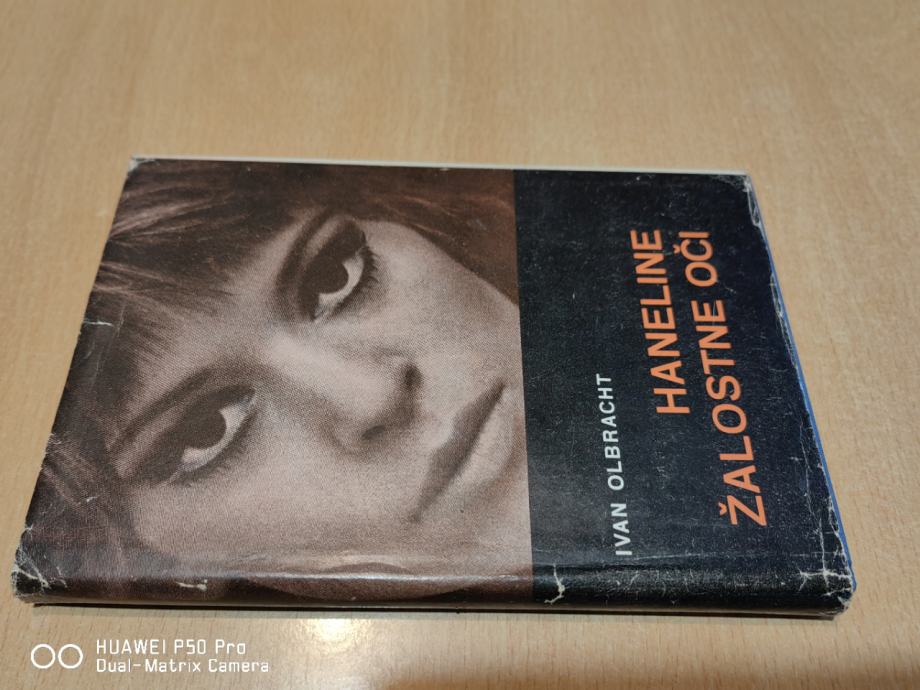 IVAN OLBRACHT
HANELINE
ŽALOSTNE OČI
HUAWEI P50 Pro
Dual-Matrix Camera